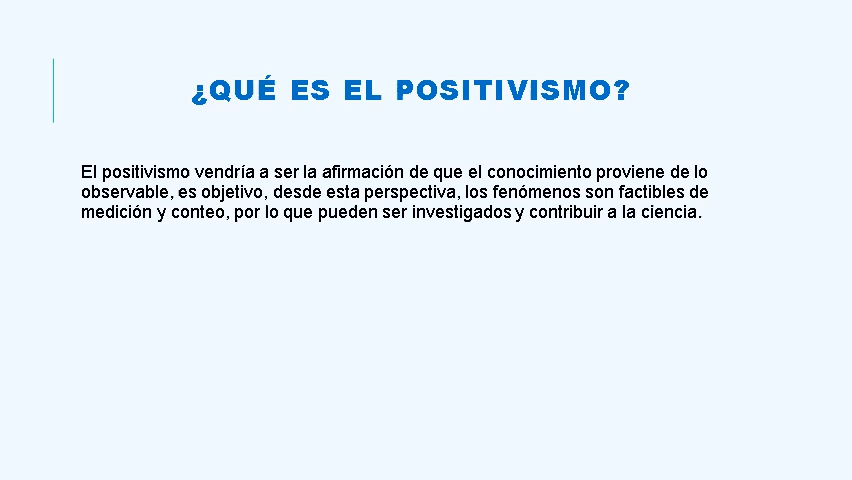 ¿QUÉ ES EL POSITIVISMO?
El positivismo vendría a ser la afirmación de que el conocimiento proviene de lo
observable, es objetivo, desde esta perspectiva, los fenómenos son factibles de
medición y conteo, por lo que pueden ser investigados y contribuir a la ciencia.